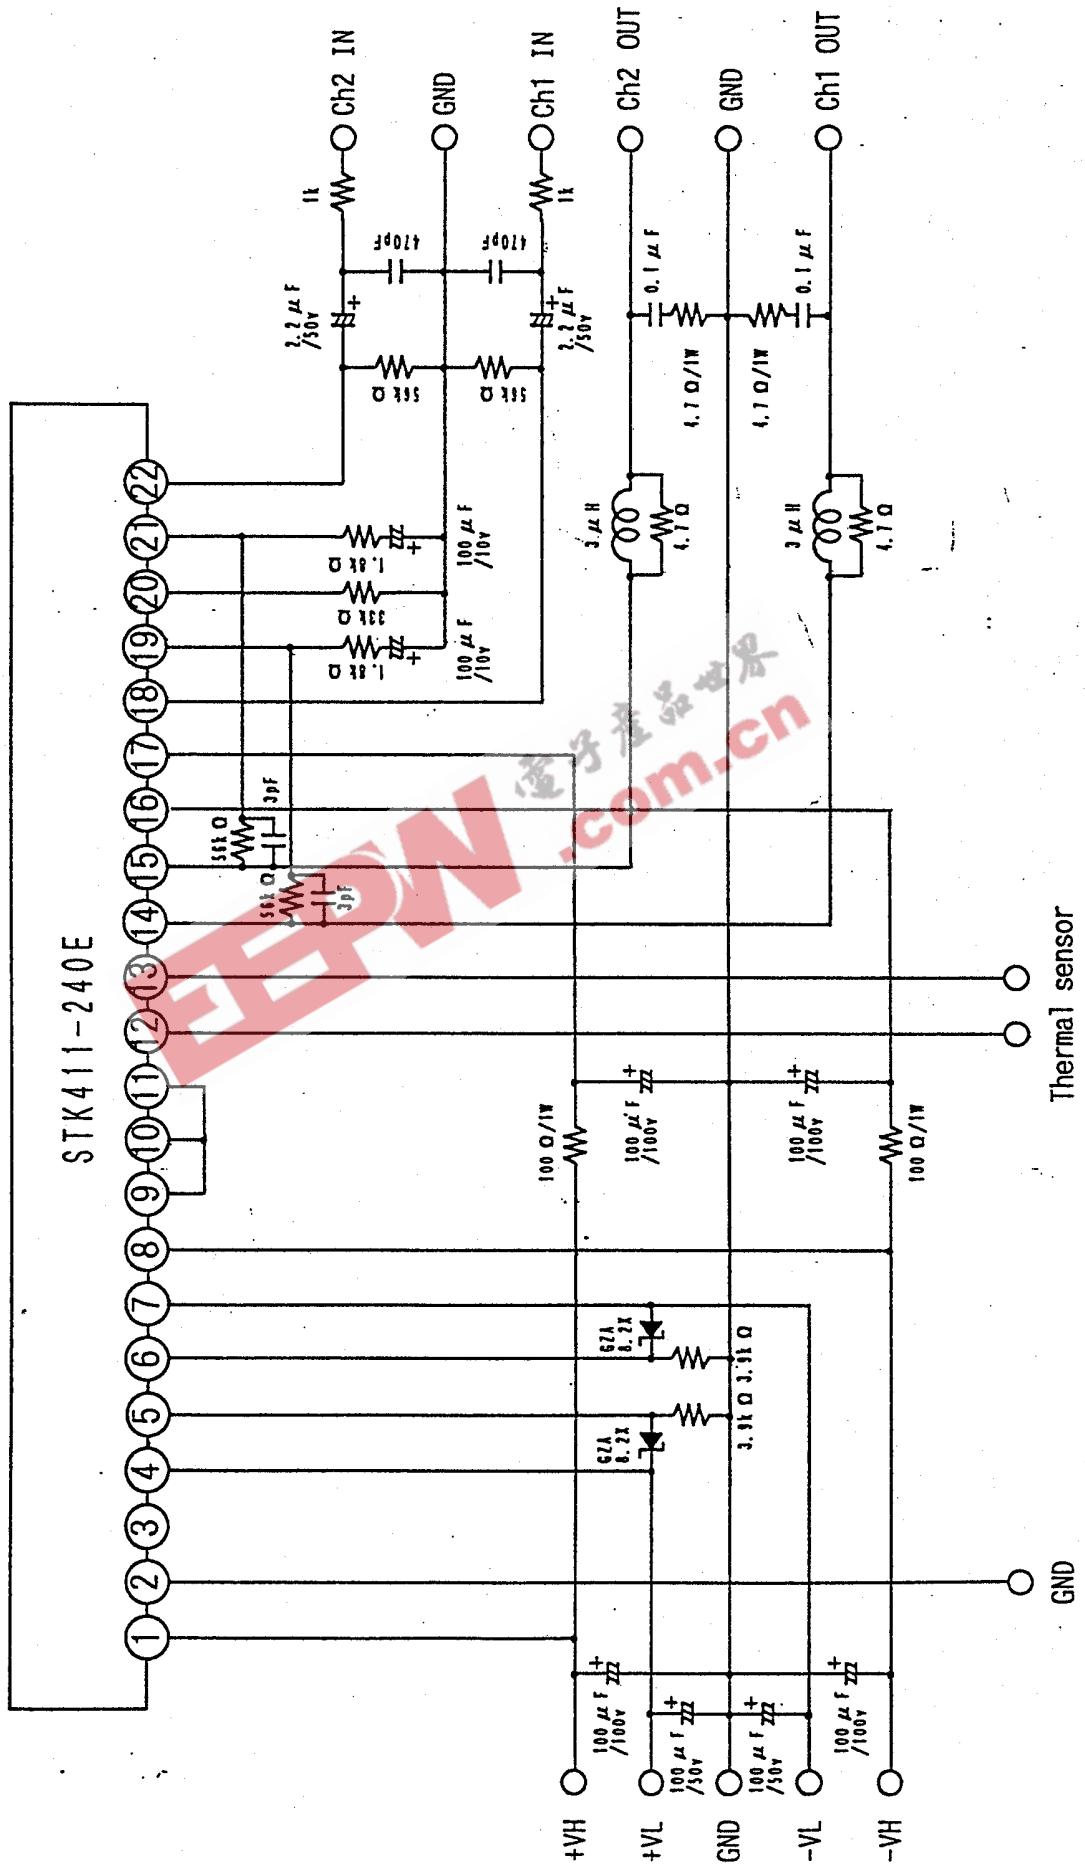 STK411-240E
1
2
3
4
5
6
7
8
9
10
11
12
13
14
15
16
17
18
19
20
21
22
56kΩ
3pF
56kΩ
3pF
1.8kΩ
100μF
/10v
33kΩ
1.8kΩ
100μF
/10v
2.2μF
/50v
56kΩ
470pF
1k
Ch2 IN
GND
56kΩ
470pF
2.2μF
/50v
1k
Ch1 IN
3μH
4.7Ω
0.1μF
4.7Ω/1W
Ch2 OUT
GND
4.7Ω/1W
0.1μF
3μH
4.7Ω
Ch1 OUT
100Ω/1W
100μF
/100v
100μF
/100v
100Ω/1W
GZA
8.2X
3.9kΩ
GZA
8.2X
3.9kΩ
100μF
/100v
100μF
/50v
100μF
/50v
100μF
/100v
+VH
+VL
GND
-VL
-VH
GND
Thermal sensor
EEPW
.com.cn
電子產品世界